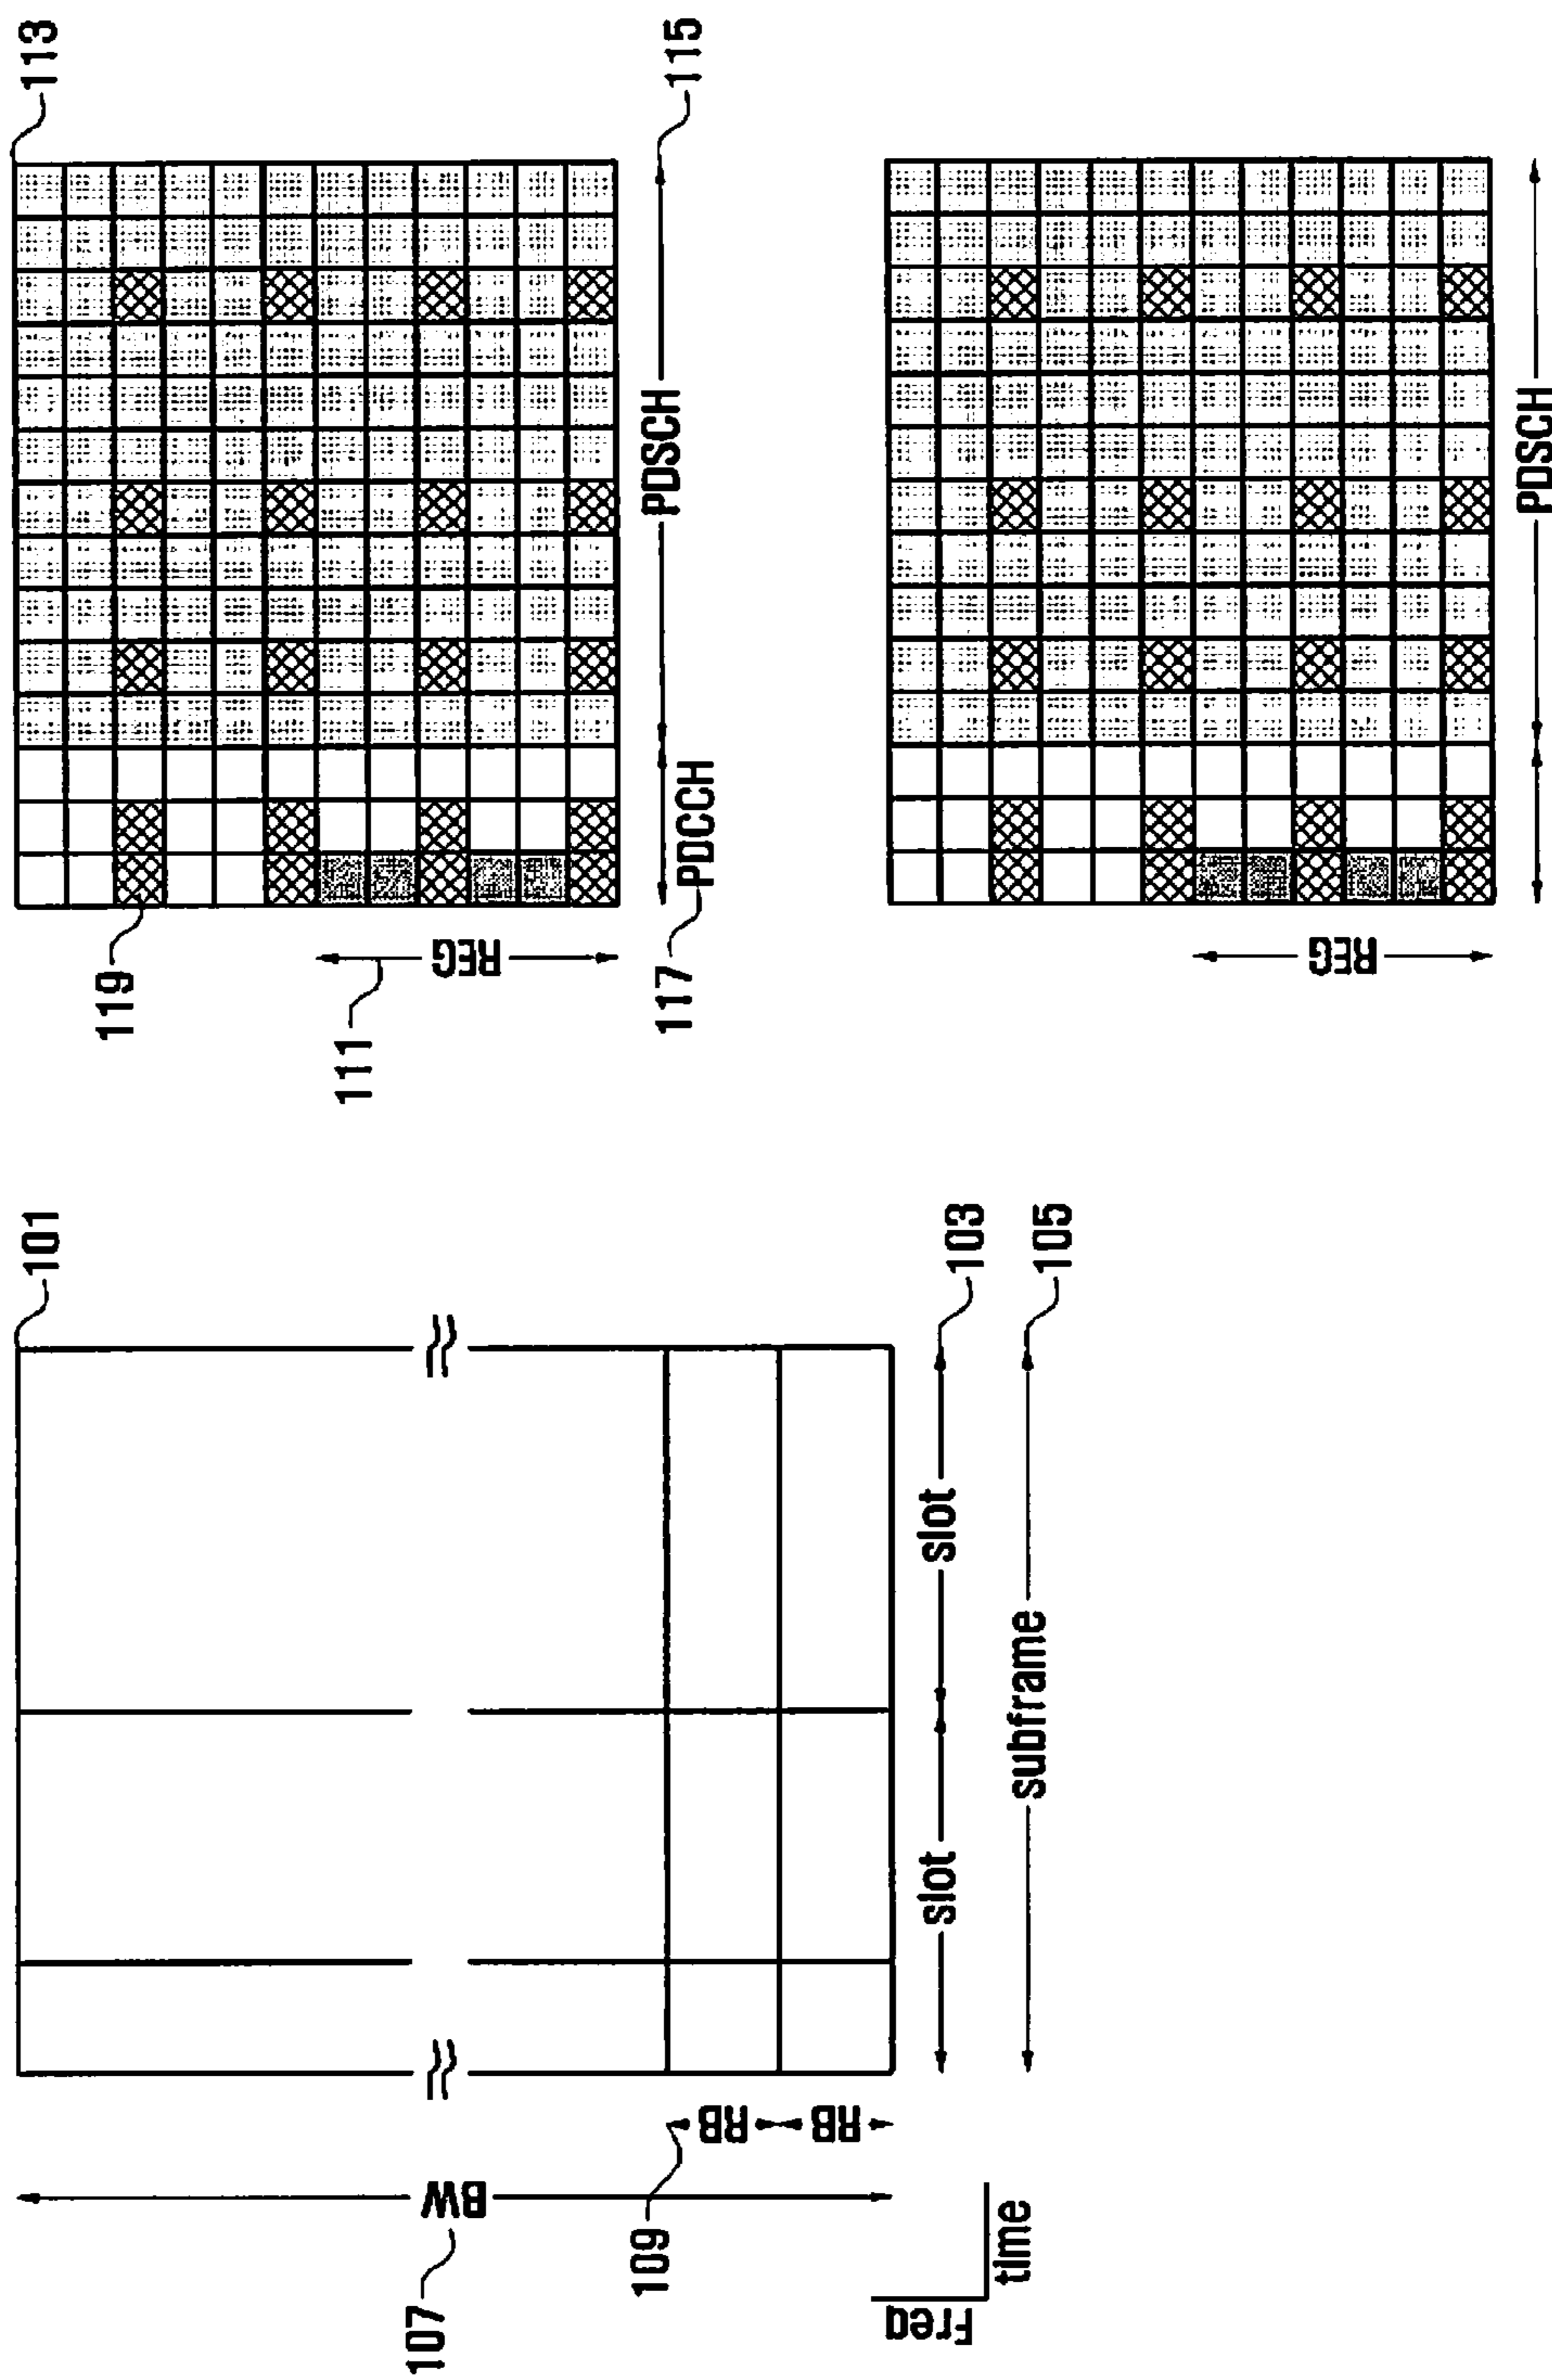 101
BW
107
RB
RB
109
slot
slot
103
subframe
105
Freq
time
113
119
REG
111
PDCCH
117
PDSCH
115
REG
PDSCH